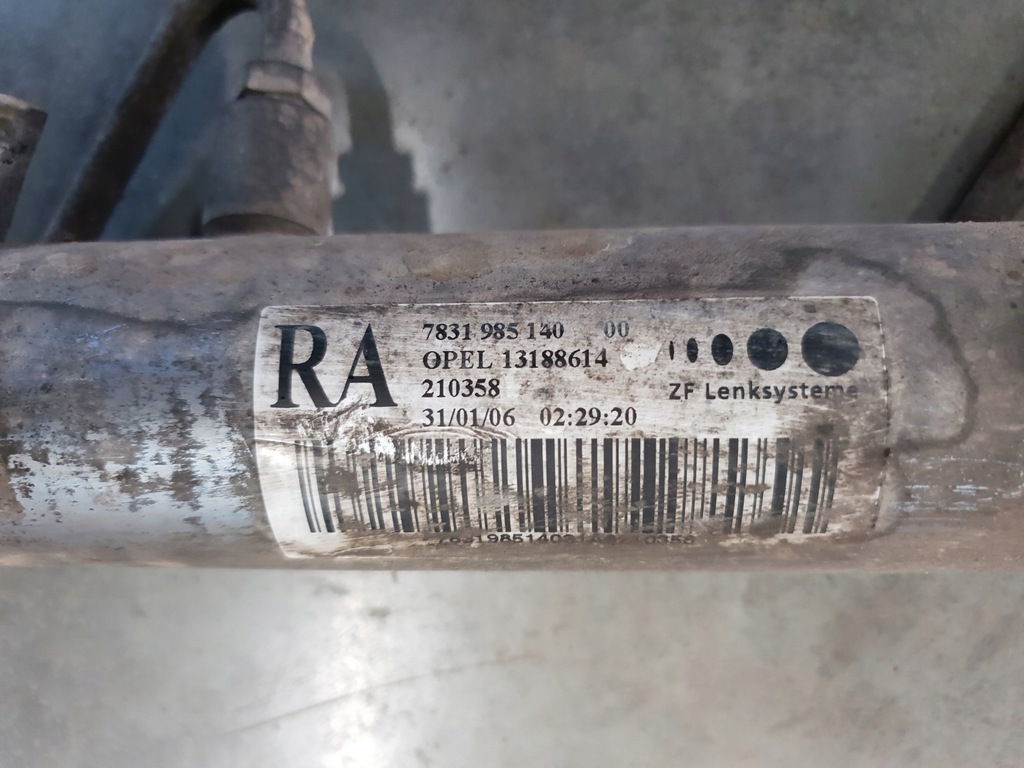 RA
7831 985 140 00
OPEL 13188614
210358
31/01/06 02:29:20
ZF Lenksysteme